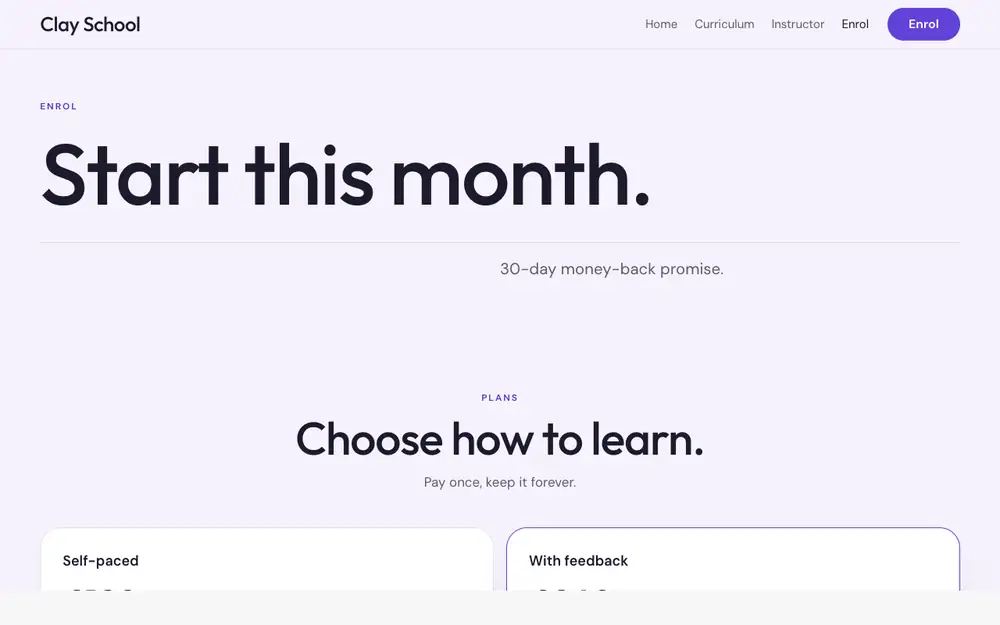 Clay School
Home Curriculum Instructor Enrol Enrol
ENROL
Start this month.
30-day money-back promise.
PLANS
Choose how to learn.
Pay once, keep it forever.
Self-paced
With feedback